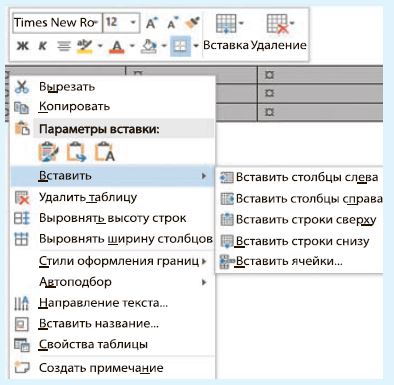 Times New Ro 12
Ж К
Вставка Удаление
Вырезать
Копировать
Параметры вставки:
Вставить
Удалить таблицу
Выровнять высоту строк
Выровнять ширину столбцов
Стили оформления границ
Автоподбор
Направление текста...
Вставить название...
Свойства таблицы
Создать примечание
Вставить столбцы слева
Вставить столбцы справа
Вставить строки сверху
Вставить строки снизу
Вставить ячейки...